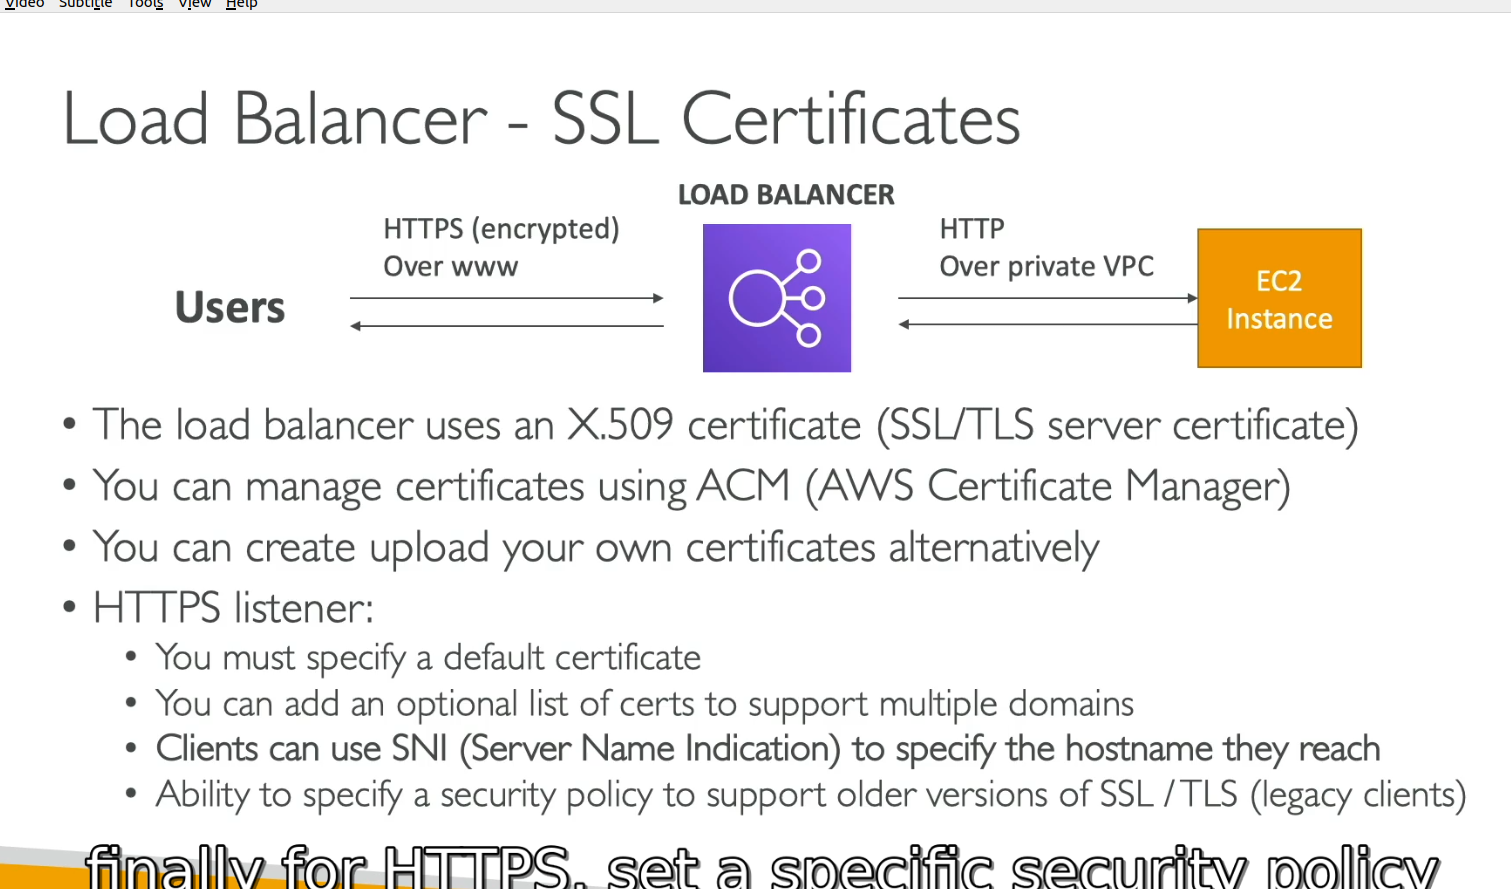 Video Subtitle Tools View Help
Load Balancer - SSL Certificates
LOAD BALANCER
HTTPS (encrypted)
Over www
HTTP
Over private VPC
Users
EC2
Instance
• The load balancer uses an X.509 certificate (SSL/TLS server certificate)
• You can manage certificates using ACM (AWS Certificate Manager)
• You can create upload your own certificates alternatively
• HTTPS listener:
• You must specify a default certificate
• You can add an optional list of certs to support multiple domains
• Clients can use SNI (Server Name Indication) to specify the hostname they reach
• Ability to specify a security policy to support older versions of SSL / TLS (legacy clients)
finally for HTTPS, set a specific security policy